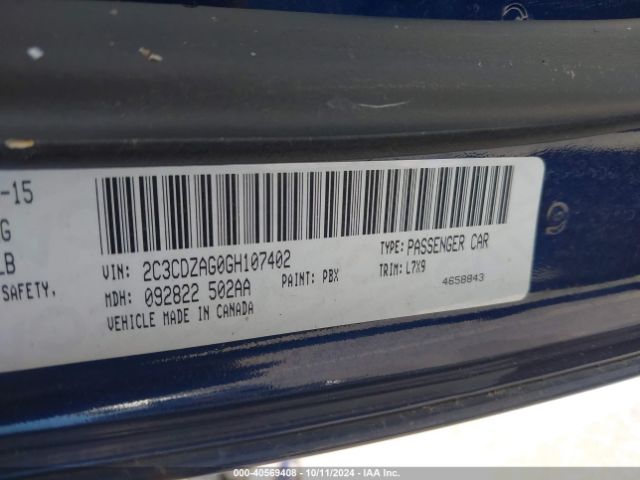 -15
G
LB
SAFETY,
VIN: 2C3CDZAG0GH107402
TYPE: PASSENGER CAR
MDH: 092822 502AA
PAINT: PBX
TRIM: L7X9
VEHICLE MADE IN CANADA
4658843
000-40569408 - 10/11/2024 - IAA Inc.